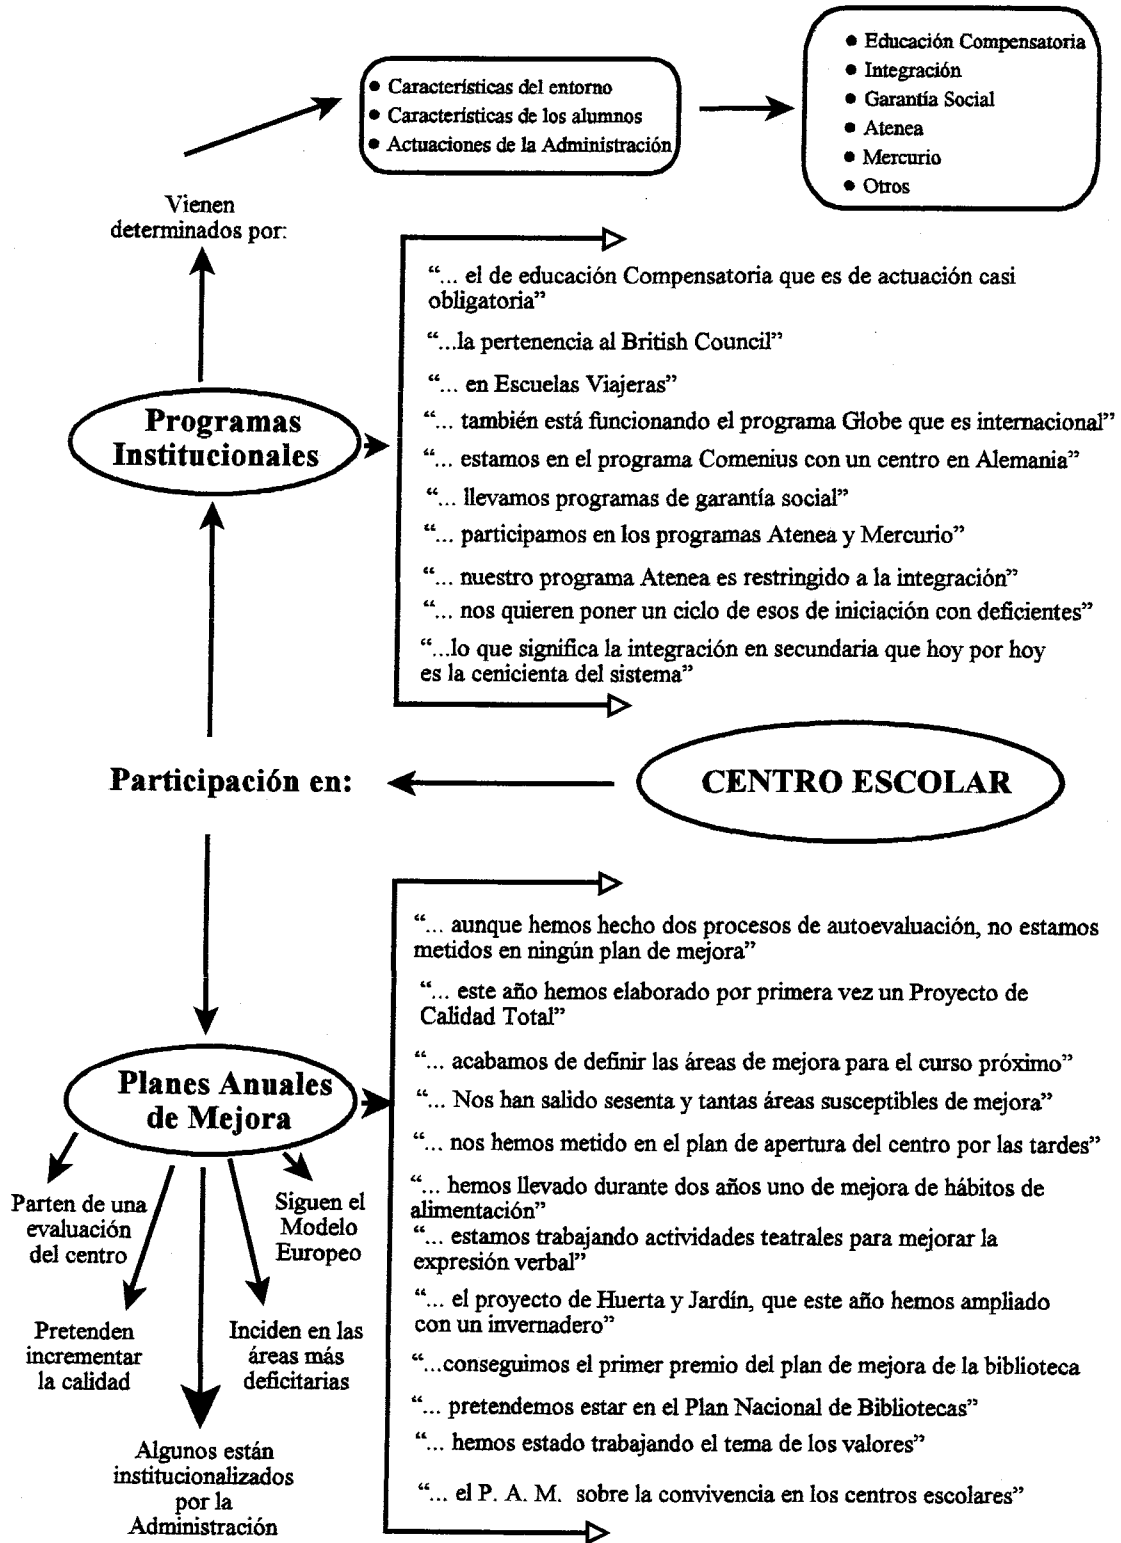 ● Educación Compensatoria
● Integración
● Garantía Social
● Atenea
● Mercurio
● Otros
● Características del entorno
● Características de los alumnos
● Actuaciones de la Administración
Vienen
determinados por:
“... el de educación Compensatoria que es de actuación casi
obligatoria”
“...la pertenencia al British Council”
“... en Escuelas Viajeras”
“... también está funcionando el programa Globe que es internacional”
“... estamos en el programa Comenius con un centro en Alemania”
“... llevamos programas de garantía social”
“... participamos en los programas Atenea y Mercurio”
“... nuestro programa Atenea es restringido a la integración”
“... nos quieren poner un ciclo de esos de iniciación con deficientes”
“...lo que significa la integración en secundaria que hoy por hoy
es la cenicienta del sistema”
Programas
Institucionales
Participación en:
CENTRO ESCOLAR
“... aunque hemos hecho dos procesos de autoevaluación, no estamos
metidos en ningún plan de mejora”
“... este año hemos elaborado por primera vez un Proyecto de
Calidad Total”
“... acabamos de definir las áreas de mejora para el curso próximo”
“... Nos han salido sesenta y tantas áreas susceptibles de mejora”
“... nos hemos metido en el plan de apertura del centro por las tardes”
“... hemos llevado durante dos años uno de mejora de hábitos de
alimentación”
“... estamos trabajando actividades teatrales para mejorar la
expresión verbal”
“... el proyecto de Huerta y Jardín, que este año hemos ampliado
con un invernadero”
“...conseguimos el primer premio del plan de mejora de la biblioteca
“... pretendemos estar en el Plan Nacional de Bibliotecas”
“... hemos estado trabajando el tema de los valores”
“... el P. A. M. sobre la convivencia en los centros escolares”
Planes Anuales
de Mejora
Parten de una
evaluación
del centro
Siguen el
Modelo
Europeo
Pretenden
incrementar
la calidad
Inciden en las
áreas más
deficitarias
Algunos están
institucionalizados
por la
Administración